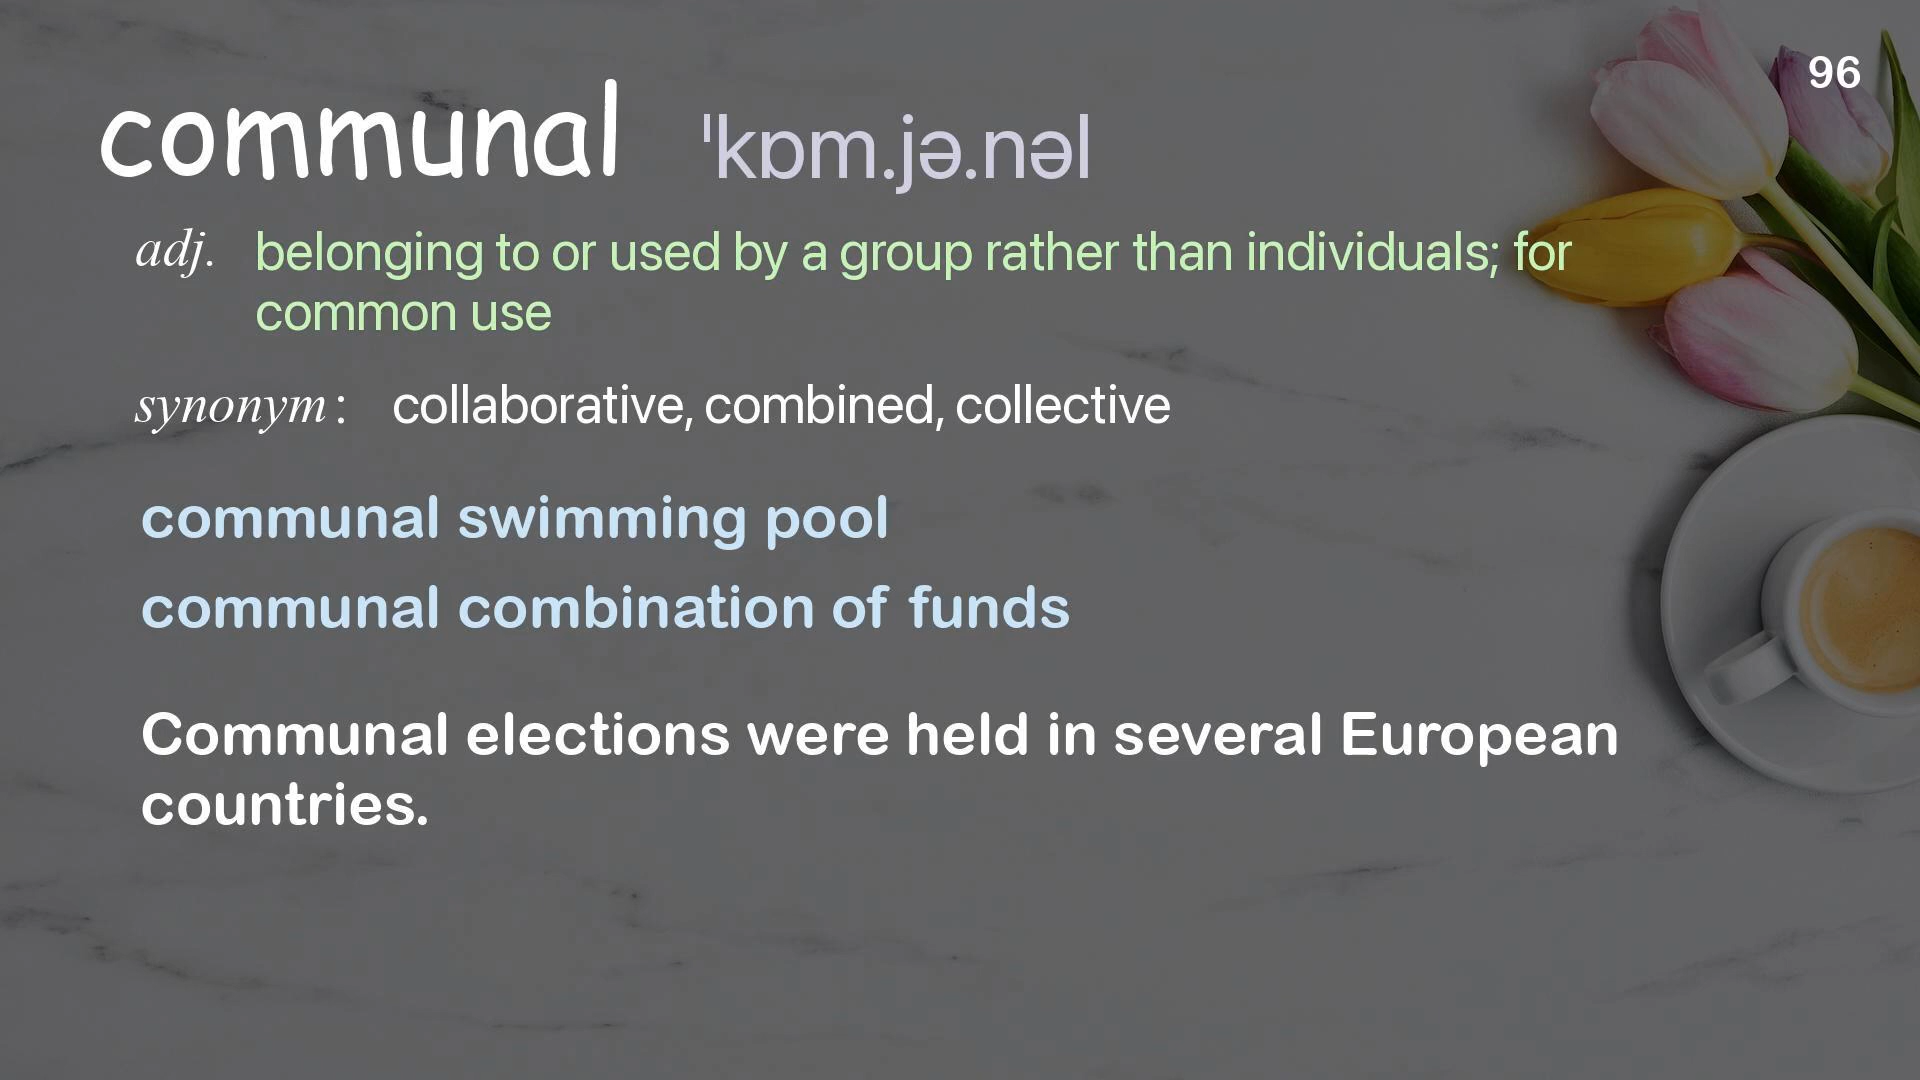 96
communal ˈkɒm.jə.nəl
adj. belonging to or used by a group rather than individuals; for
common use
synonym: collaborative, combined, collective
communal swimming pool
communal combination of funds
Communal elections were held in several European
countries.